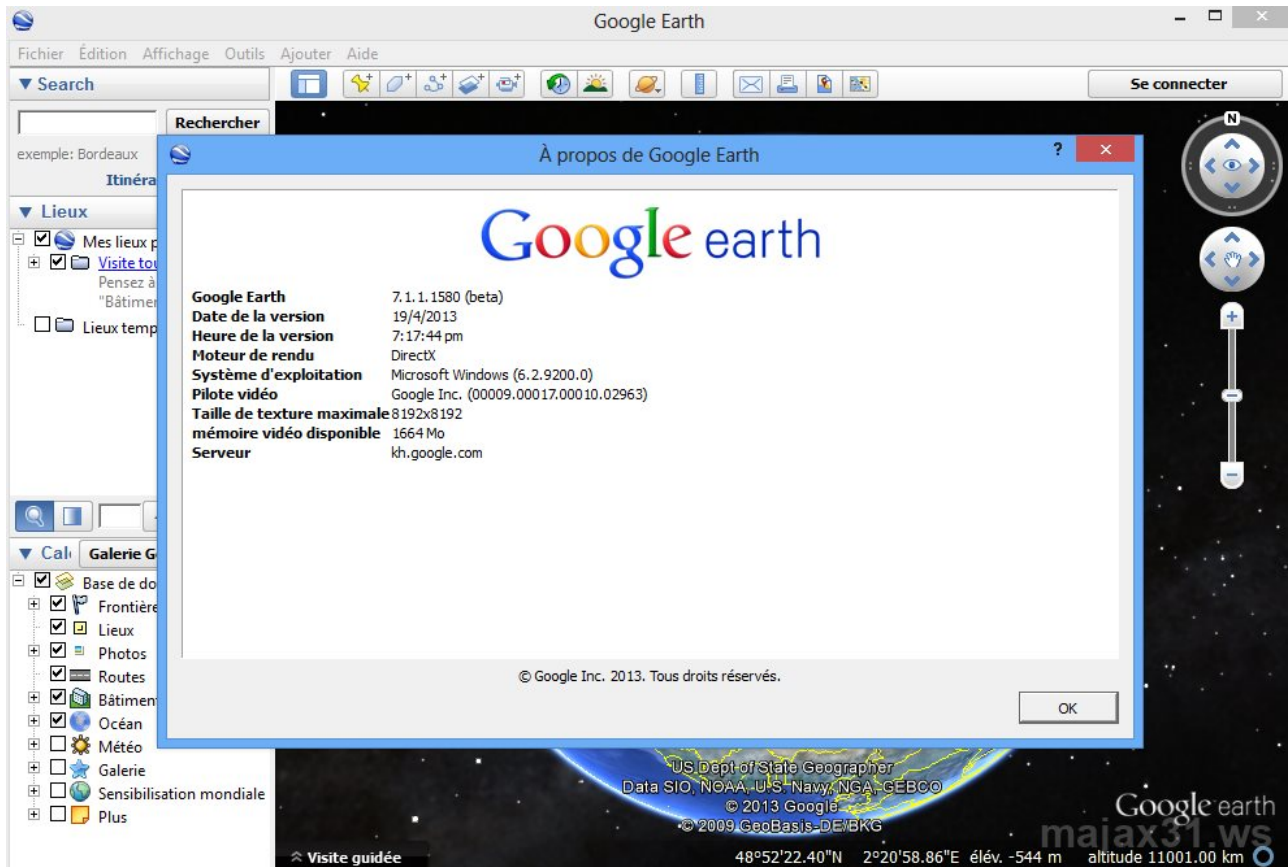 Google Earth
Fichier Édition Affichage Outils Ajouter Aide
Search
Se connecter
Rechercher
exemple: Bordeaux
Itinéra
Lieux
Mes lieux p
Visite tou
Pensez à
"Bâtimer
Lieux temp
À propos de Google Earth
?
Google earth
Google Earth 7.1.1.1580 (beta)
Date de la version 19/4/2013
Heure de la version 7:17:44 pm
Moteur de rendu DirectX
Système d'exploitation Microsoft Windows (6.2.9200.0)
Pilote vidéo Google Inc. (00009.00017.00010.02963)
Taille de texture maximale 8192x8192
mémoire vidéo disponible 1664 Mo
Serveur kh.google.com
© Google Inc. 2013. Tous droits réservés.
OK
N
Galerie G
Base de do
Frontière
Lieux
Photos
Routes
Bâtimen
Océan
Météo
Galerie
Sensibilisation mondiale
Plus
US Dept of State Geographer
Data SIO, NOAA, U.S. Navy, NGA, GEBCO
© 2013 Google
© 2009 GeoBasis-DE/BKG
Google earth
majax31.ws
Visite guidée
48°52'22.40"N 2°20'58.86"E élév. -544 m altitude 11001.00 km